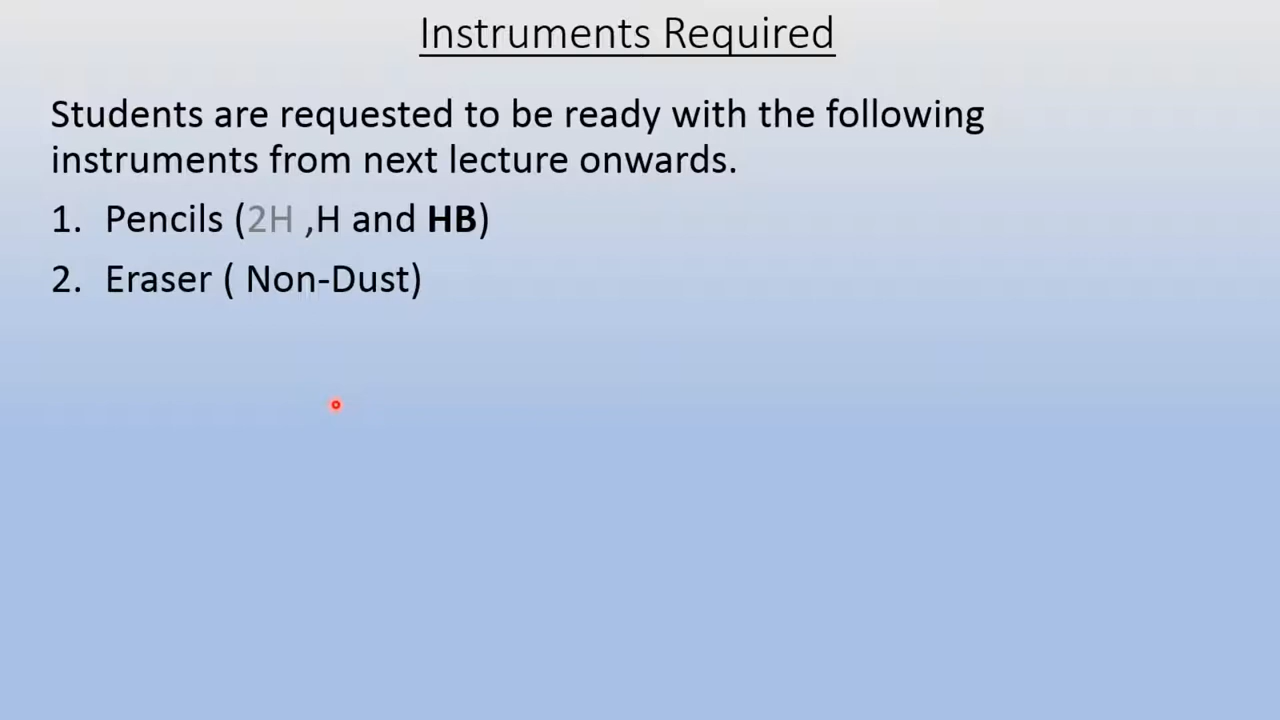 Instruments Required
Students are requested to be ready with the following
instruments from next lecture onwards.
1. Pencils (2H ,H and HB)
2. Eraser ( Non-Dust)